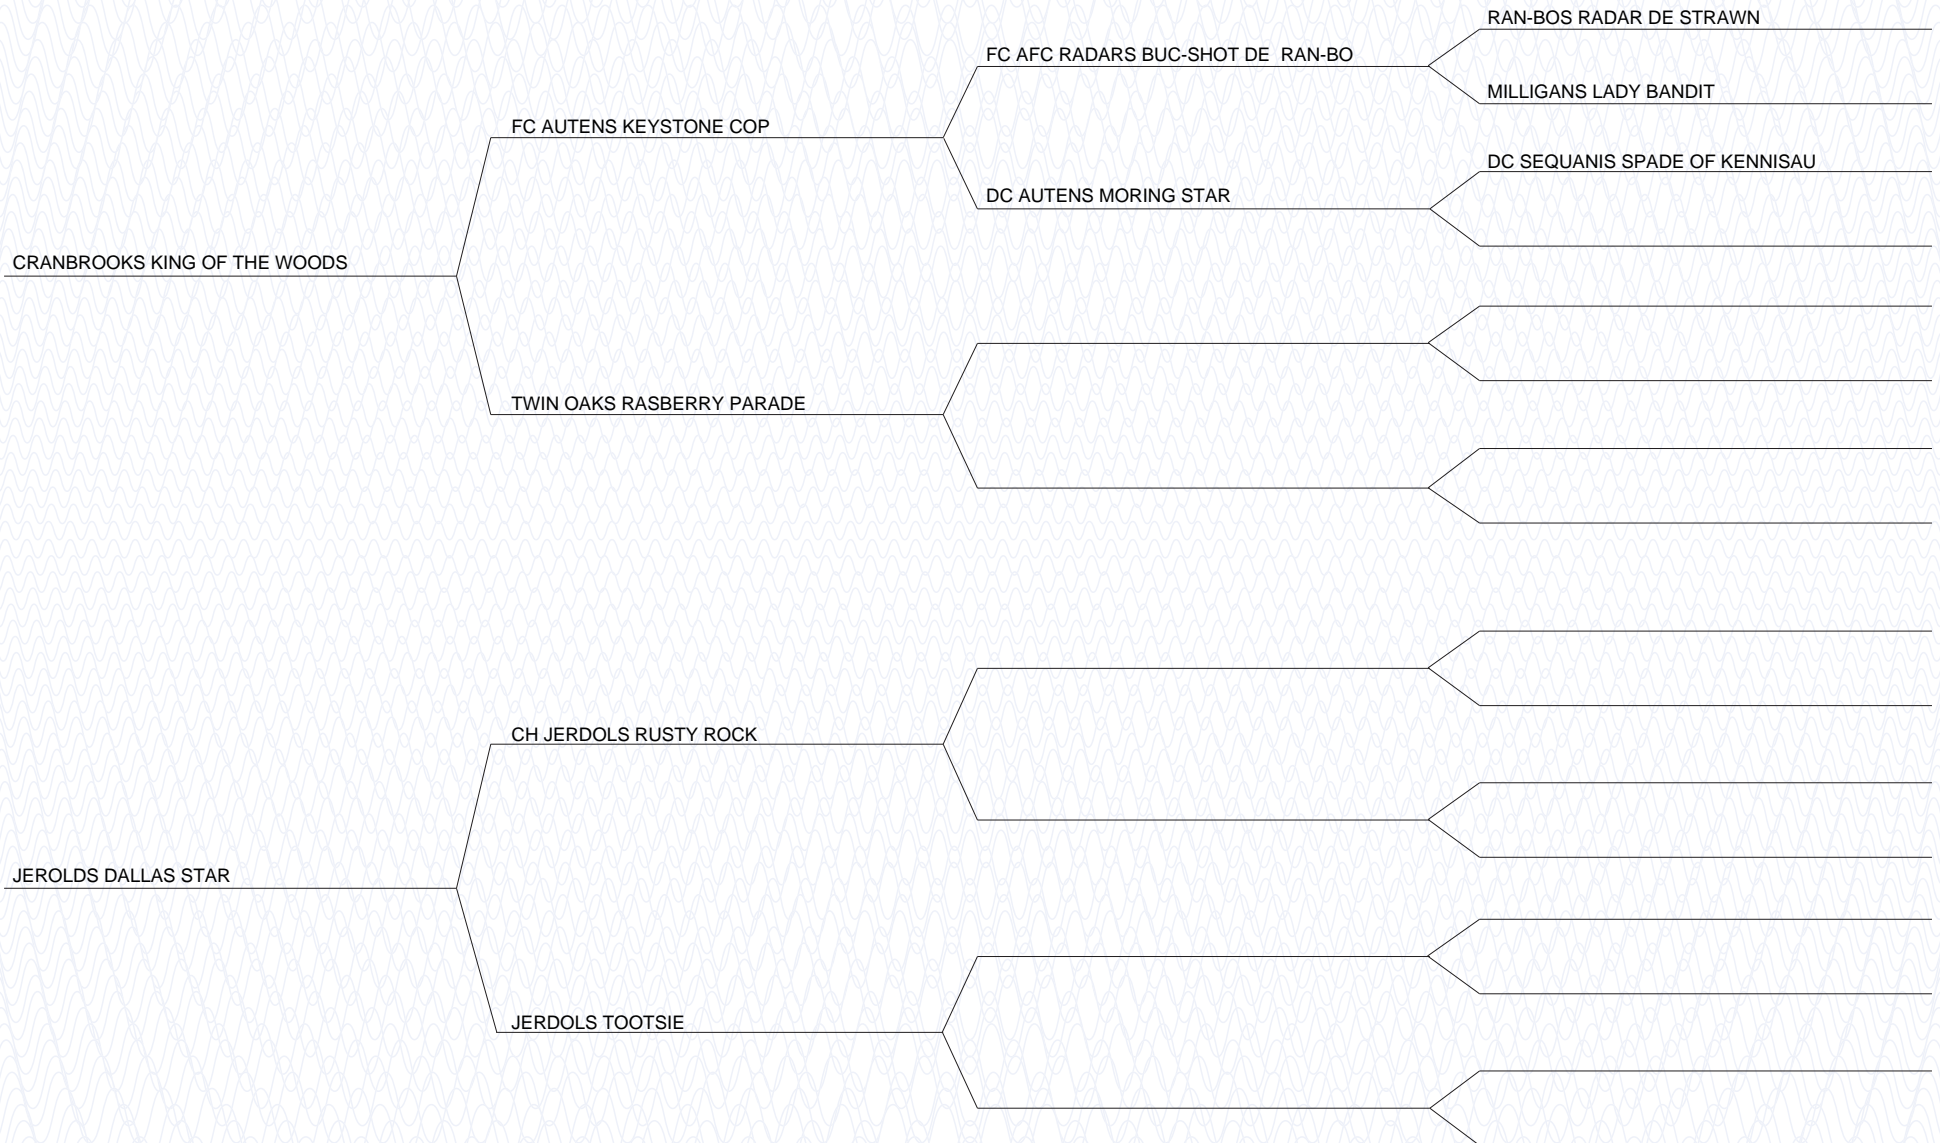 RAN-BOS RADAR DE STRAWN
FC AFC RADARS BUC-SHOT DE  RAN-BO
MILLIGANS LADY BANDIT
FC AUTENS KEYSTONE COP
DC SEQUANIS SPADE OF KENNISAU
DC AUTENS MORING STAR
CRANBROOKS KING OF THE WOODS
TWIN OAKS RASBERRY PARADE
CH JERDOLS RUSTY ROCK
JEROLDS DALLAS STAR
JERDOLS TOOTSIE